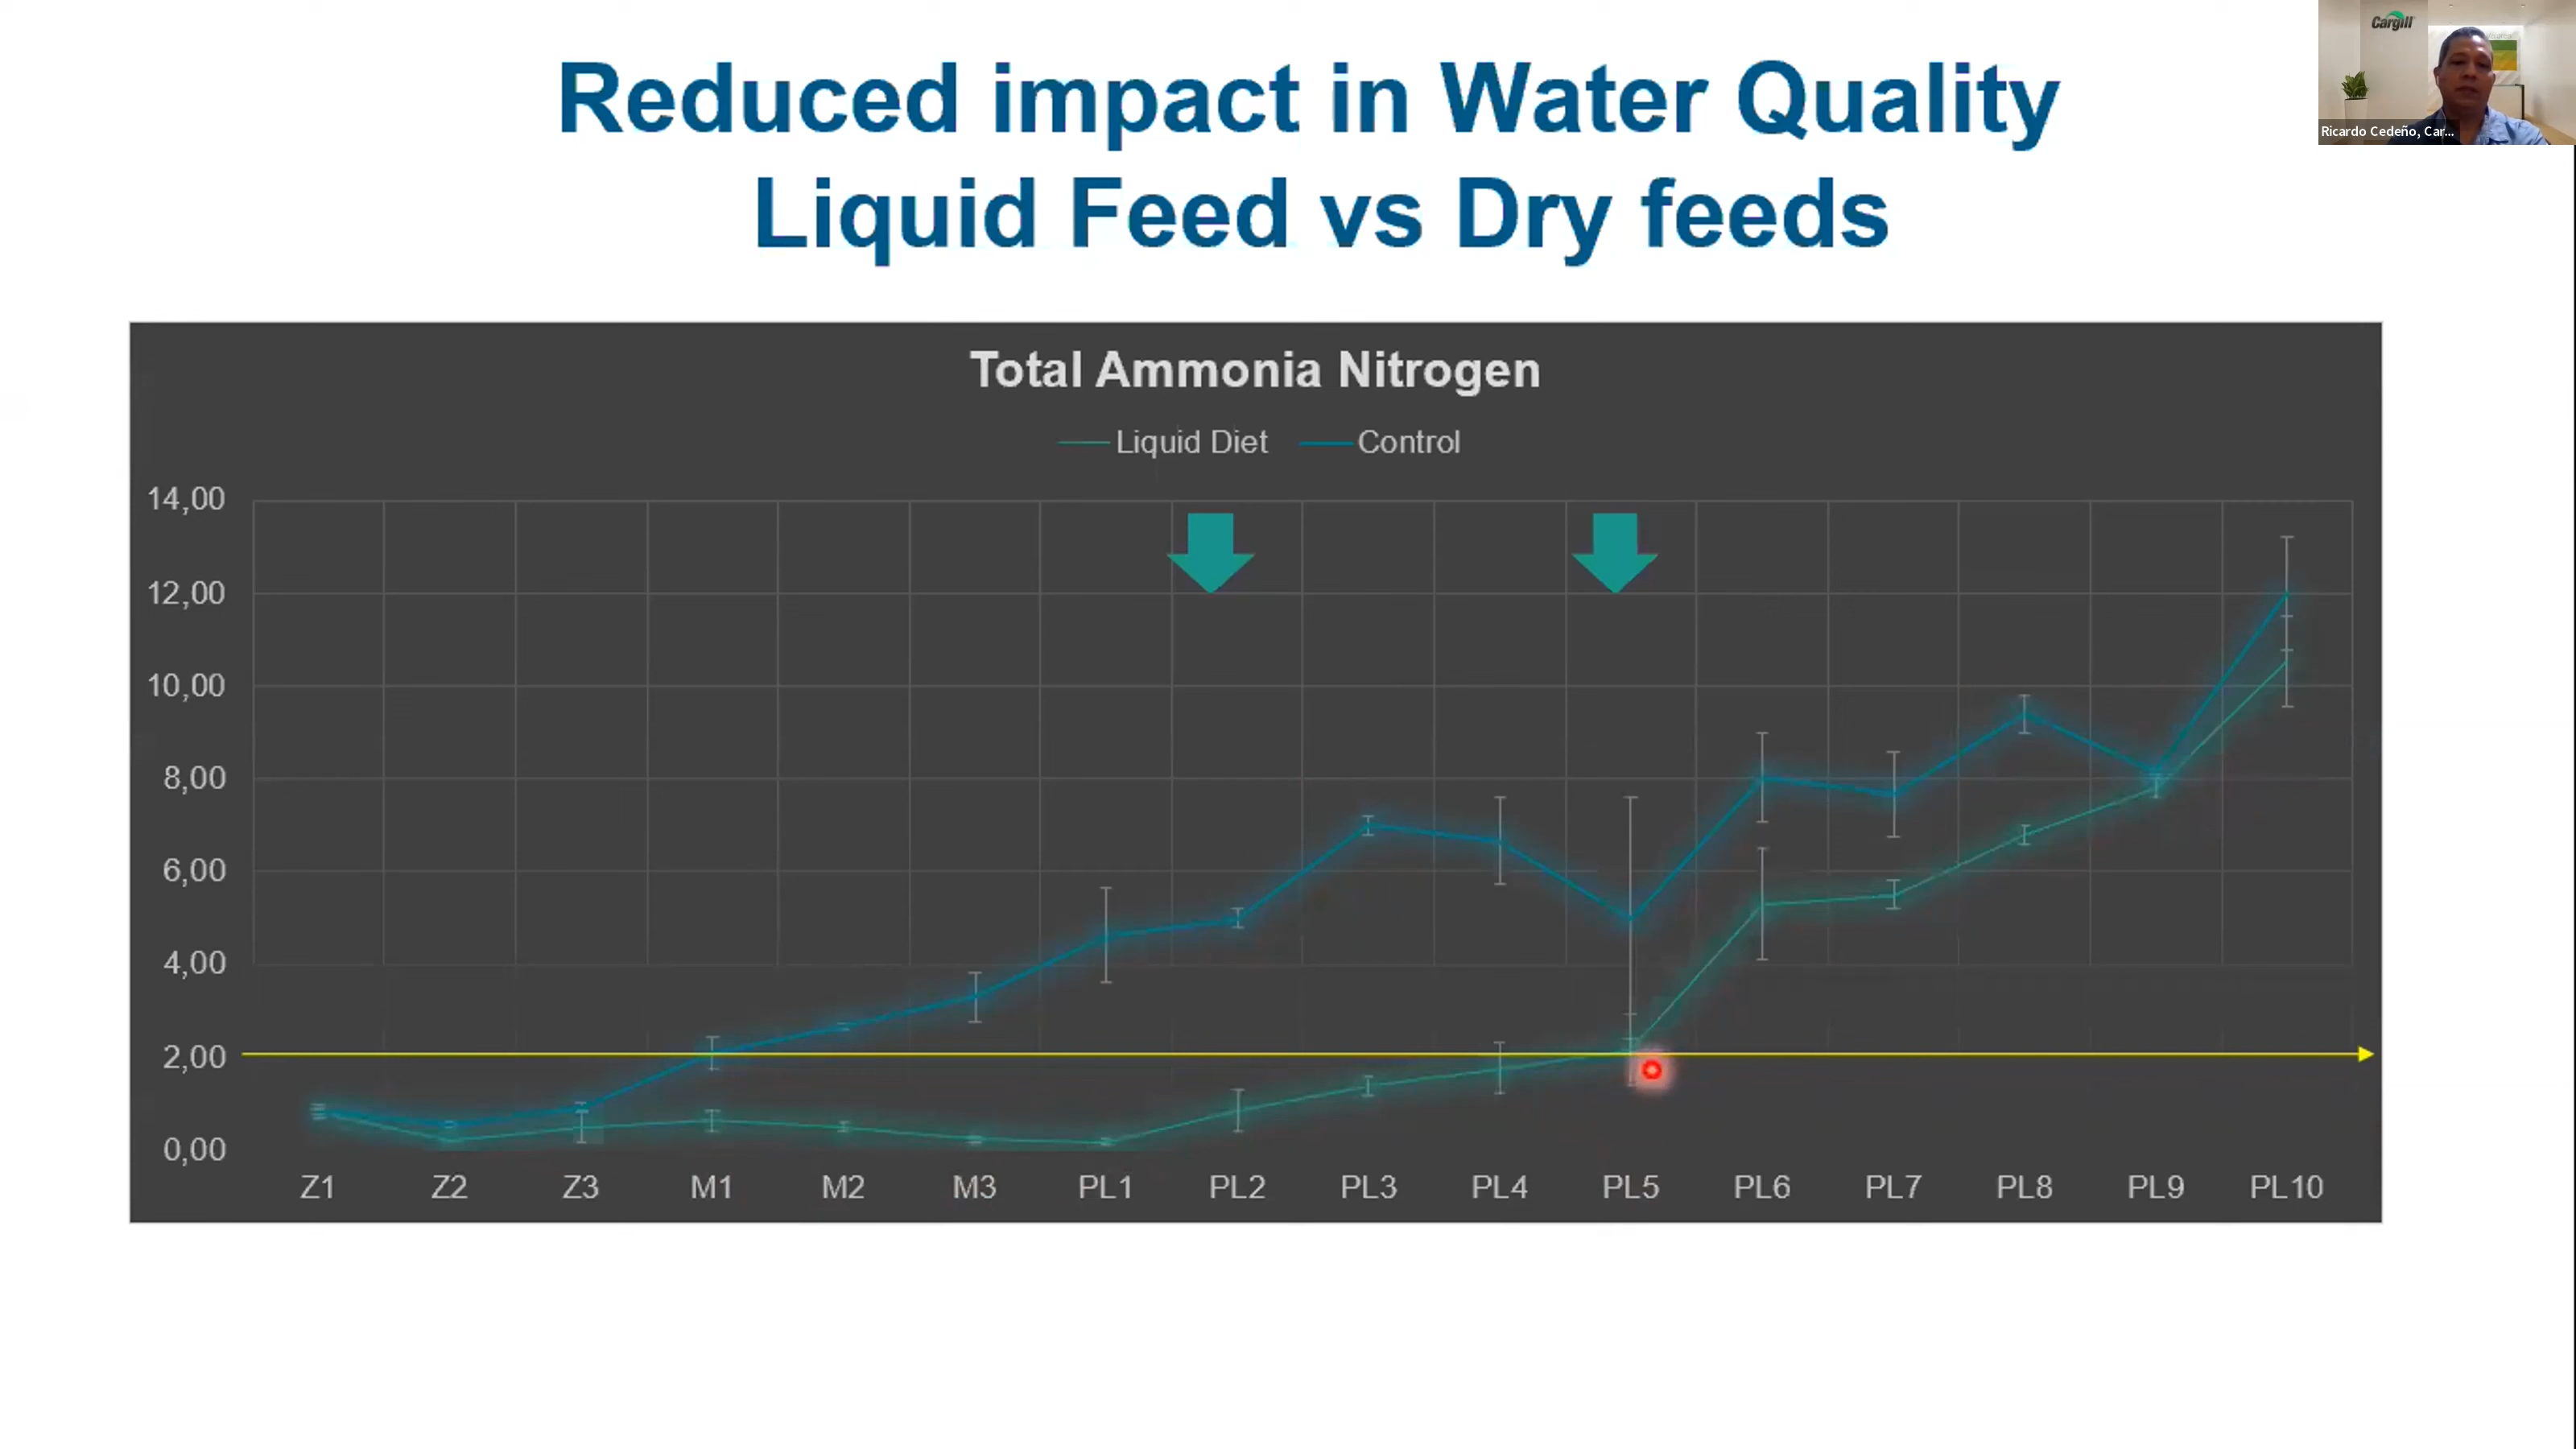 Reduced impact in Water Quality
Liquid Feed vs Dry feeds
Cargill
Ricardo Cedeño, Car...
Total Ammonia Nitrogen
Liquid Diet Control
14,00
12,00
10,00
8,00
6,00
4,00
2,00
0,00
Z1 Z2 Z3 M1 M2 M3 PL1 PL2 PL3 PL4 PL5 PL6 PL7 PL8 PL9 PL10